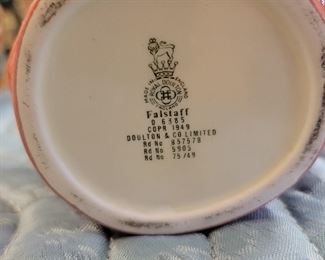 MADE IN ENGLAND
ROYAL DOULTON
ENGLAND
Falstaff
D 6385
COPR 1949
DOULTON & CO LIMITED
Rd No 857578
Rd No 5905
Rd No 75/49